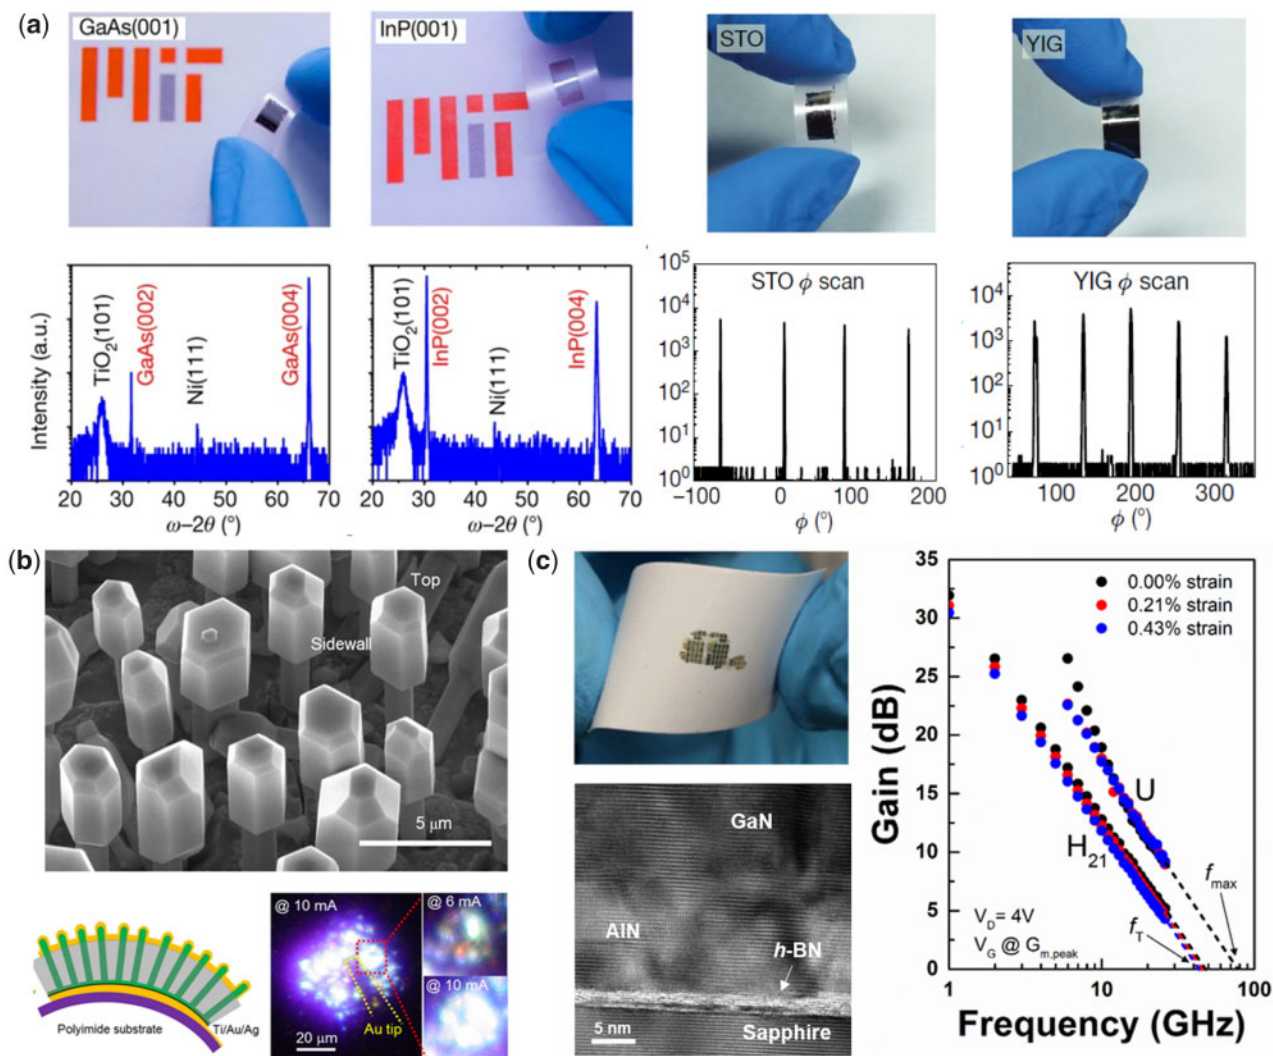 (a)
GaAs(001)
InP(001)
STO
YIG
Intensity (a.u.)
TiO2(101)
GaAs(002)
Ni(111)
GaAs(004)
20 30 40 50 60 70
ω–2θ (°)
TiO2(101)
InP(002)
Ni(111)
InP(004)
20 30 40 50 60 70
ω–2θ (°)
STO ϕ scan
10^5
10^4
10^3
10^2
10^1
10^0
−100 0 100 200
ϕ (°)
YIG ϕ scan
10^5
10^4
10^3
10^2
10^1
10^0
100 200 300
ϕ (°)
(b)
Top
Sidewall
5 μm
Polyimide substrate
Ti/Au/Ag
@ 10 mA
@ 6 mA
@ 10 mA
Au tip
20 μm
(c)
GaN
AlN
h-BN
5 nm
Sapphire
Gain (dB)
35
30
25
20
15
10
5
0
0.00% strain
0.21% strain
0.43% strain
U
H21
fmax
fT
VD= 4V
VG @ Gm,peak
1 10 100
Frequency (GHz)